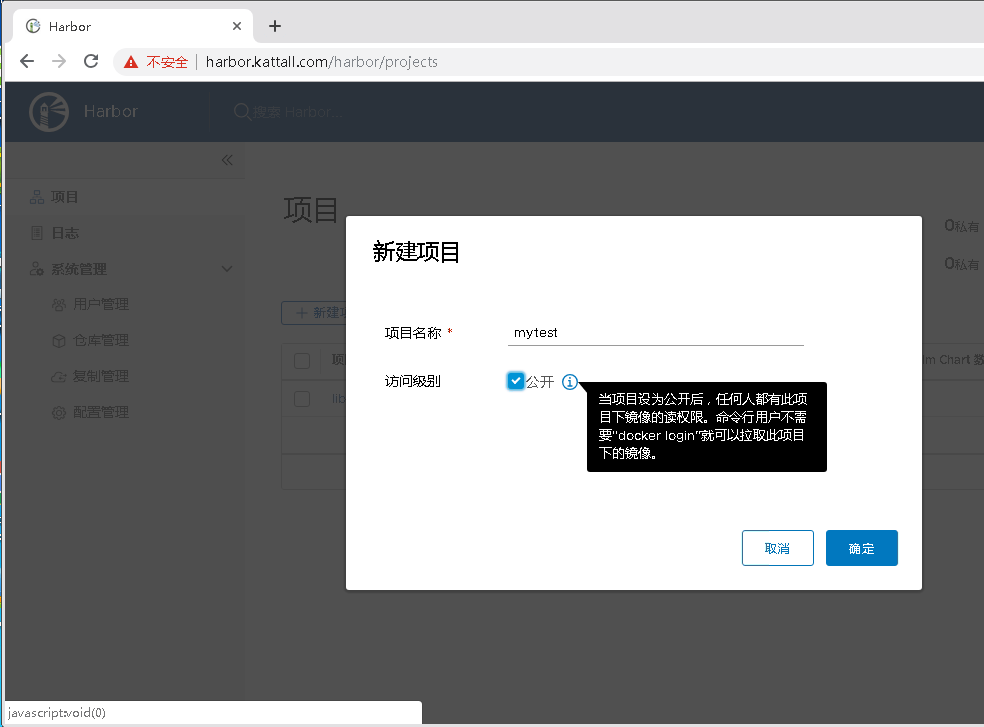 Harbor
不安全 harbor.kattall.com/harbor/projects
Harbor
搜索 Harbor...
项目
日志
系统管理
用户管理
仓库管理
复制管理
配置管理
项目
0私有
0私有
+ 新建
lm Chart 数
lib
新建项目
项目名称 *
mytest
访问级别
公开
当项目设为公开后，任何人都有此项
目下镜像的读权限。命令行用户不需
要"docker login"就可以拉取此项目
下的镜像。
取消
确定
javascript:void(0)